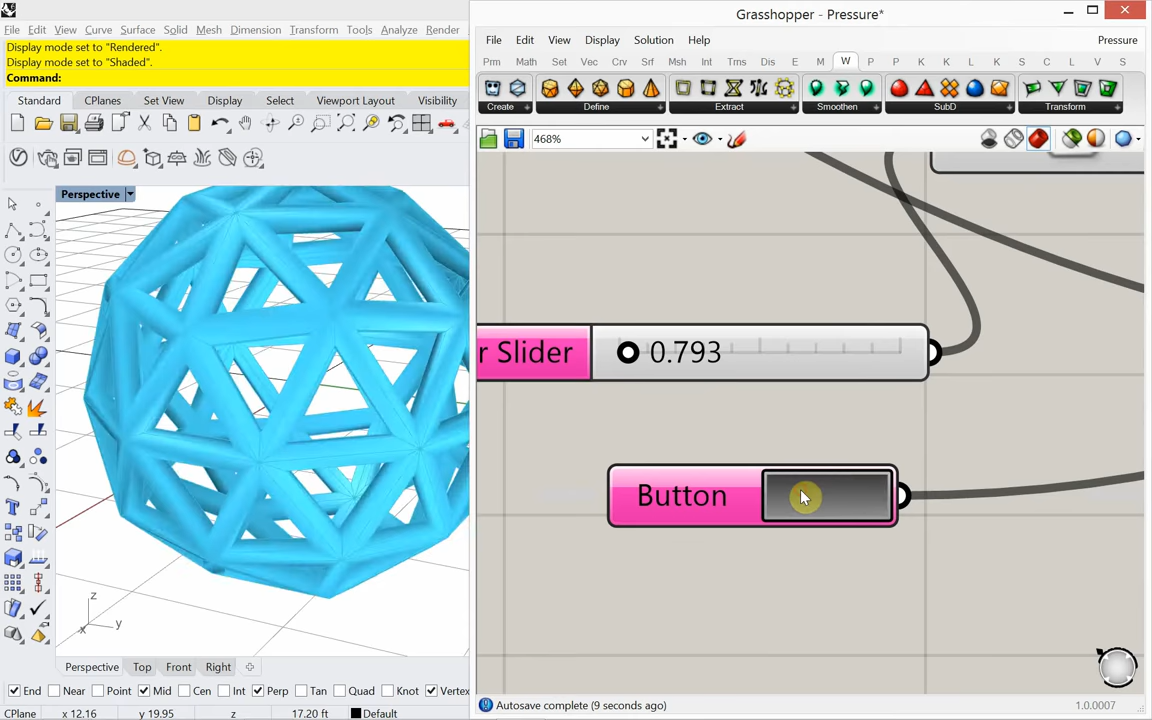 Grasshopper - Pressure*
File Edit View Curve Surface Solid Mesh Dimension Transform Tools Analyze Render
File Edit View Display Solution Help Pressure
Display mode set to "Rendered".
Display mode set to "Shaded".
Command:
Prm Math Set Vec Crv Srf Msh Int Trns Dis E M W P P K M K S C L V S
Standard CPlanes Set View Display Select Viewport Layout Visibility
Create Define Extract Smoothen SubD Transform
468%
Perspective
r Slider 0.793
Button
z
x y
Perspective Top Front Right
End Near Point Mid Cen Int Perp Tan Quad Knot Vertex
Autosave complete (9 seconds ago) 1.0.0007
CPlane x 12.16 y 19.95 z 17.20 ft Default